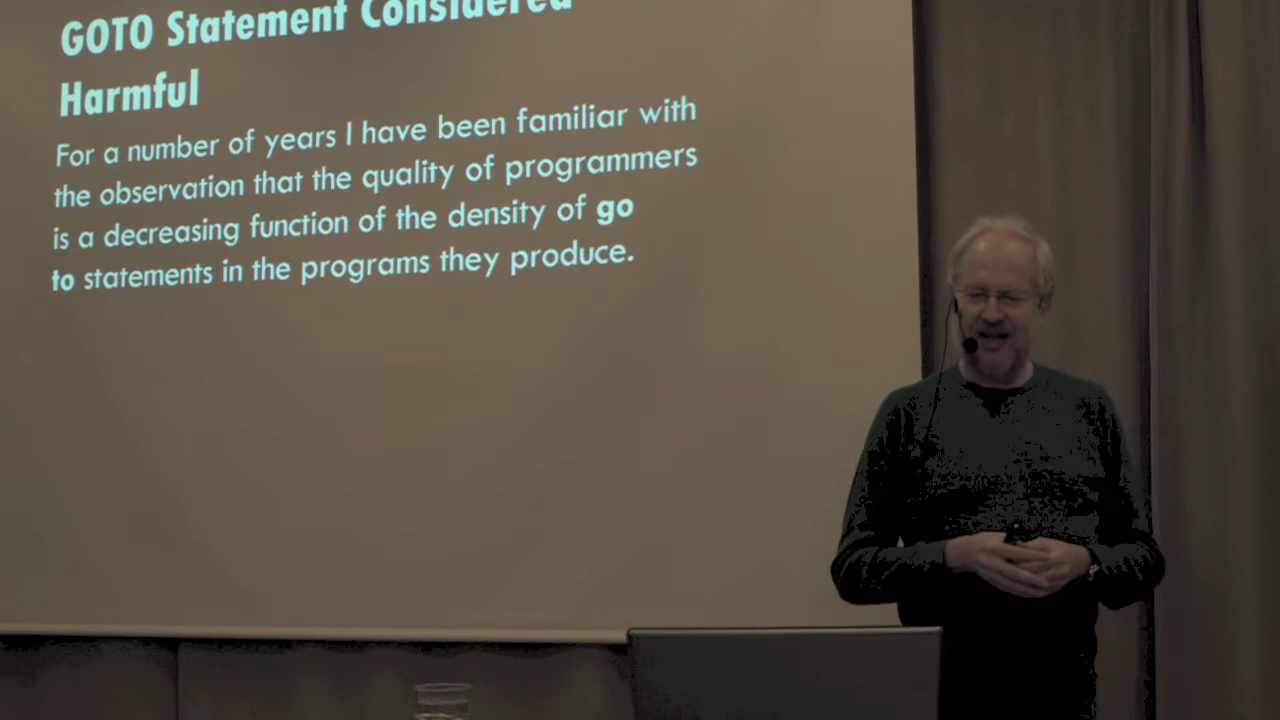 GOTO Statement Considered
Harmful
For a number of years I have been familiar with
the observation that the quality of programmers
is a decreasing function of the density of go
to statements in the programs they produce.